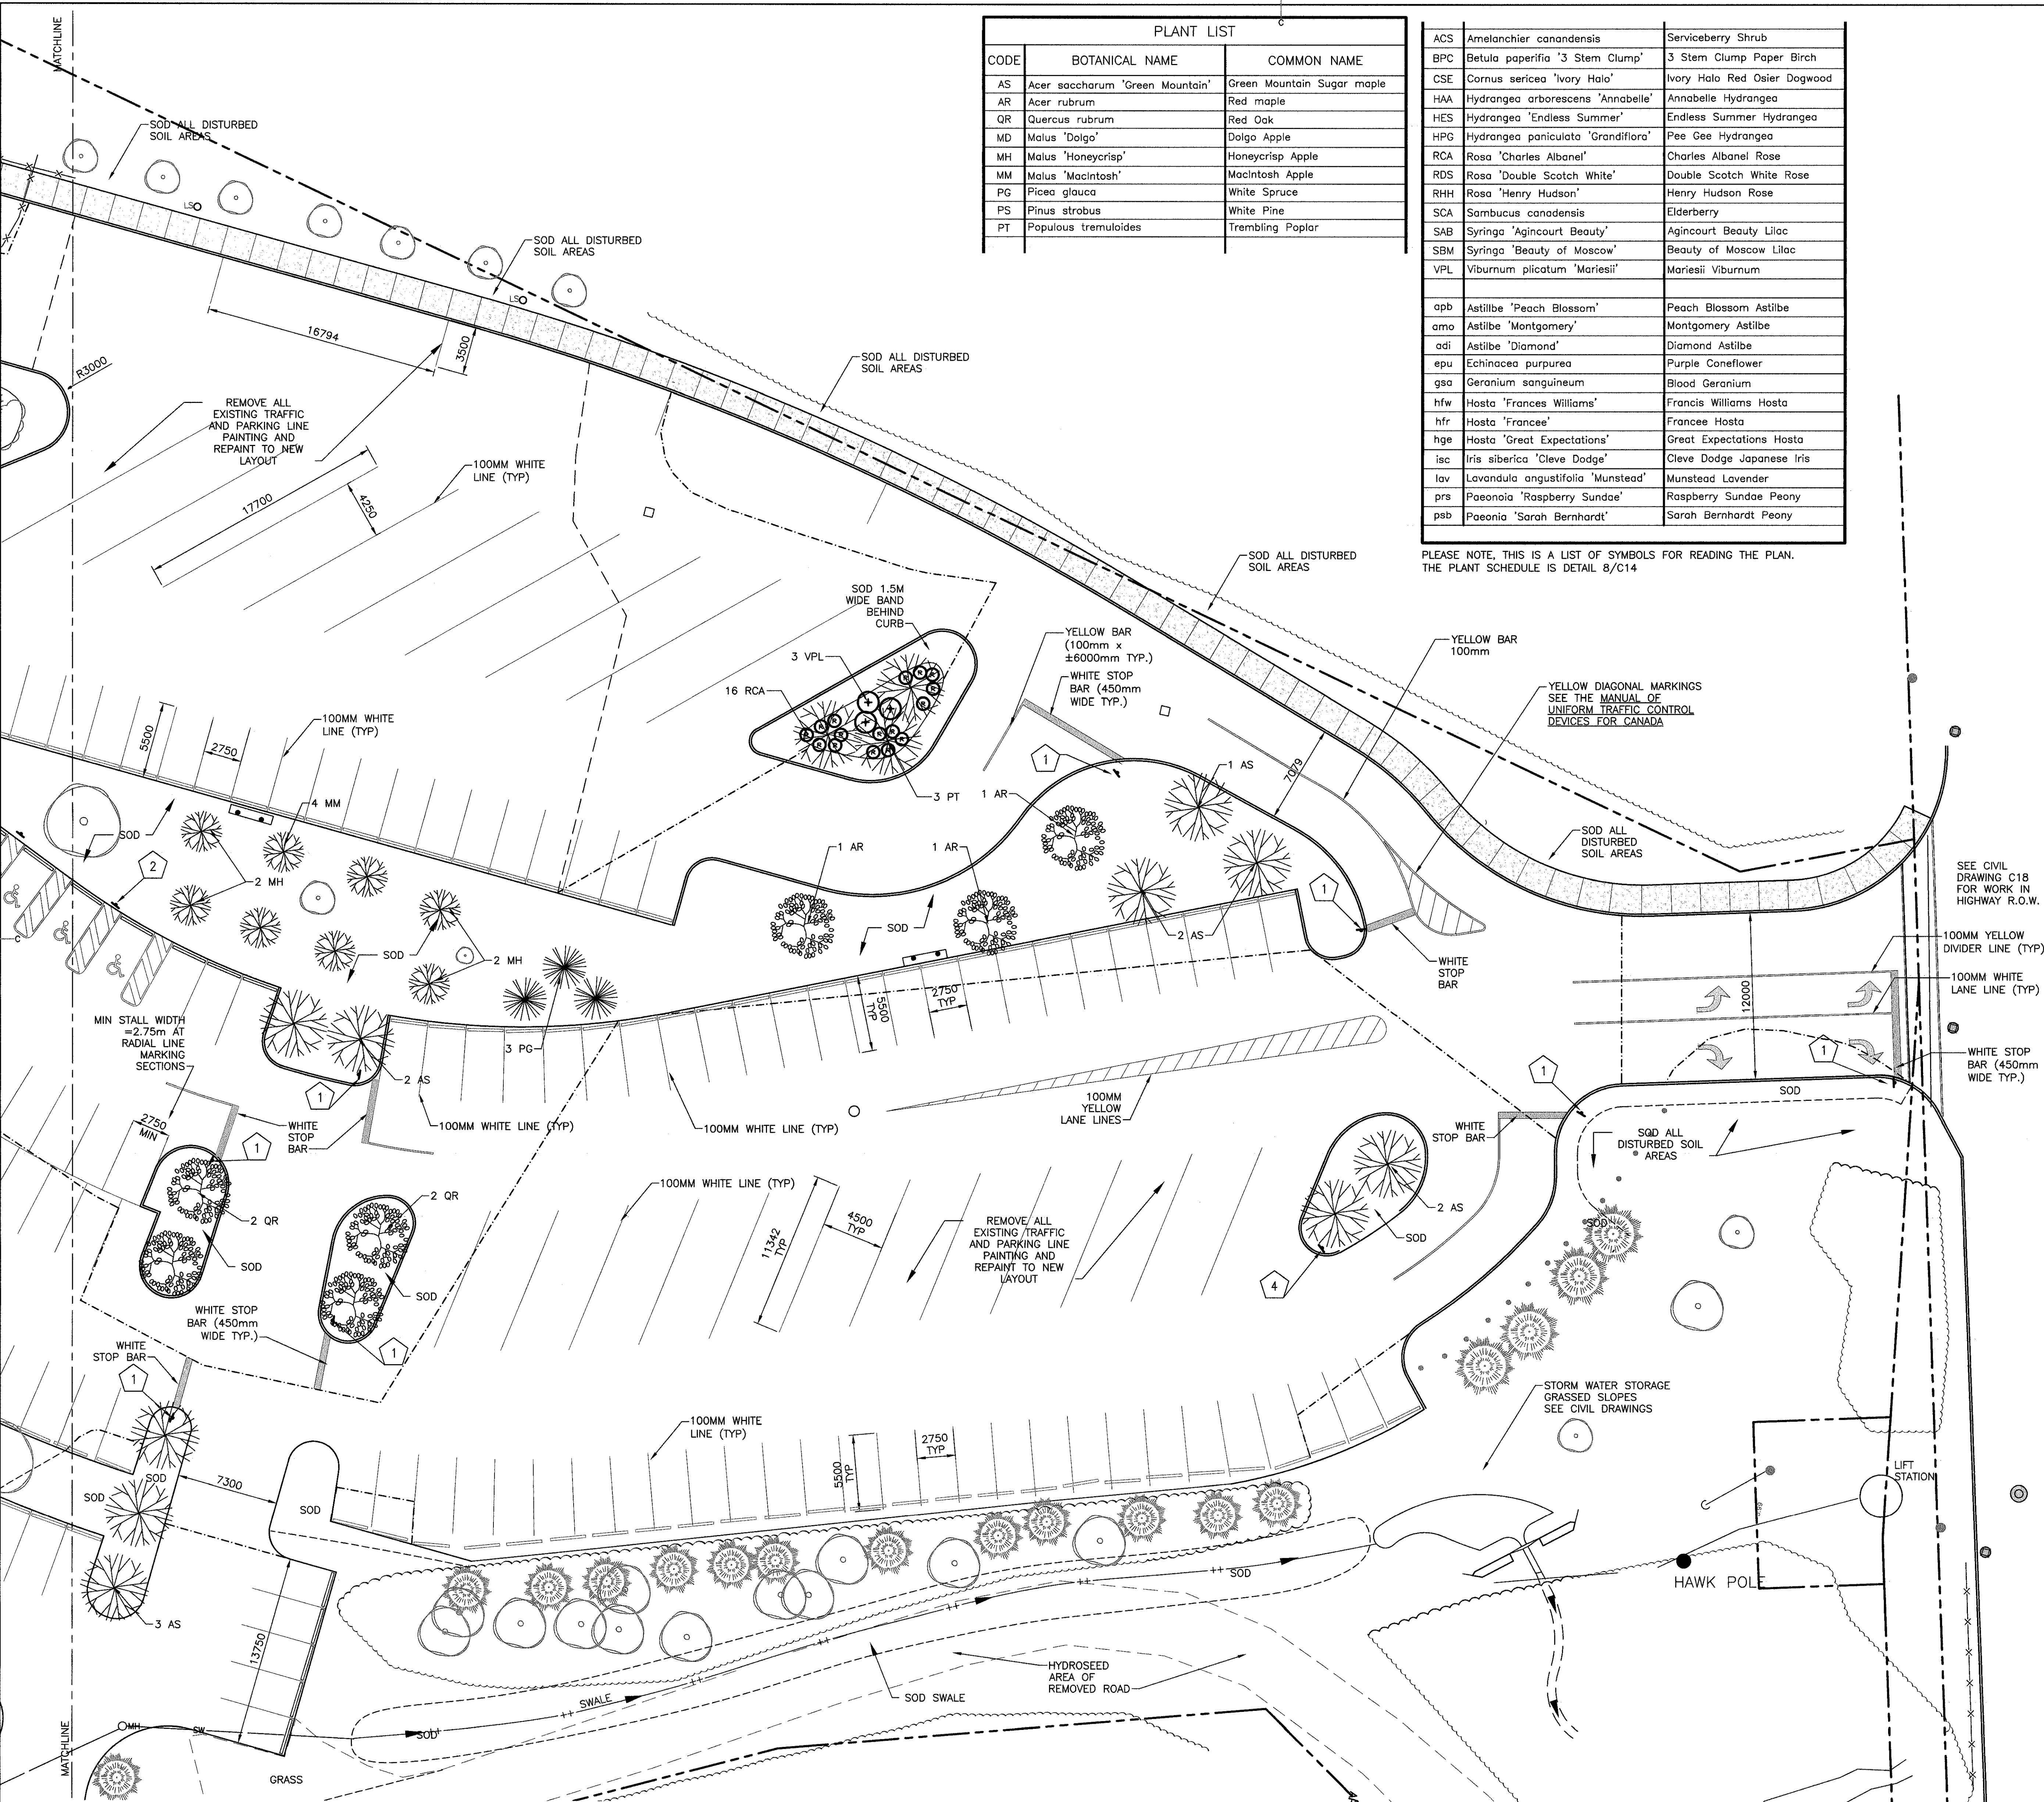 MATCHLINE
PLANT LIST
CODE BOTANICAL NAME COMMON NAME
AS Acer saccharum 'Green Mountain' Green Mountain Sugar maple
AR Acer rubrum Red maple
QR Quercus rubrum Red Oak
MD Malus 'Dolgo' Dolgo Apple
MH Malus 'Honeycrisp' Honeycrisp Apple
MM Malus 'MacIntosh' MacIntosh Apple
PG Picea glauca White Spruce
PS Pinus strobus White Pine
PT Populous tremuloides Trembling Poplar
ACS Amelanchier canandensis Serviceberry Shrub
BPC Betula paperifia '3 Stem Clump' 3 Stem Clump Paper Birch
CSE Cornus sericea 'Ivory Halo' Ivory Halo Red Osier Dogwood
HAA Hydrangea arborescens 'Annabelle' Annabelle Hydrangea
HES Hydrangea 'Endless Summer' Endless Summer Hydrangea
HPG Hydrangea paniculata 'Grandiflora' Pee Gee Hydrangea
RCA Rosa 'Charles Albanel' Charles Albanel Rose
RDS Rosa 'Double Scotch White' Double Scotch White Rose
RHH Rosa 'Henry Hudson' Henry Hudson Rose
SCA Sambucus canadensis Elderberry
SAB Syringa 'Agincourt Beauty' Agincourt Beauty Lilac
SBM Syringa 'Beauty of Moscow' Beauty of Moscow Lilac
VPL Viburnum plicatum 'Mariesii' Mariesii Viburnum
apb Astillbe 'Peach Blossom' Peach Blossom Astilbe
amo Astilbe 'Montgomery' Montgomery Astilbe
adi Astilbe 'Diamond' Diamond Astilbe
epu Echinacea purpurea Purple Coneflower
gsa Geranium sanguineum Blood Geranium
hfw Hosta 'Frances Williams' Francis Williams Hosta
hfr Hosta 'Francee' Francee Hosta
hge Hosta 'Great Expectations' Great Expectations Hosta
isc Iris siberica 'Cleve Dodge' Cleve Dodge Japanese Iris
lav Lavandula angustifolia 'Munstead' Munstead Lavender
prs Paeonoia 'Raspberry Sundae' Raspberry Sundae Peony
psb Paeonia 'Sarah Bernhardt' Sarah Bernhardt Peony
PLEASE NOTE, THIS IS A LIST OF SYMBOLS FOR READING THE PLAN.
THE PLANT SCHEDULE IS DETAIL 8/C14
C
SOD ALL DISTURBED
SOIL AREAS
LS
SOD ALL DISTURBED
SOIL AREAS
LS
16794
3500
R3000
SOD ALL DISTURBED
SOIL AREAS
REMOVE ALL
EXISTING TRAFFIC
AND PARKING LINE
PAINTING AND
REPAINT TO NEW
LAYOUT
100MM WHITE
LINE (TYP)
17700
4250
SOD ALL DISTURBED
SOIL AREAS
SOD 1.5M
WIDE BAND
BEHIND
CURB
YELLOW BAR
(100mm x
±6000mm TYP.)
YELLOW BAR
100mm
3 VPL
16 RCA
WHITE STOP
BAR (450mm
WIDE TYP.)
YELLOW DIAGONAL MARKINGS
SEE THE MANUAL OF
UNIFORM TRAFFIC CONTROL
DEVICES FOR CANADA
5500
2750
100MM WHITE
LINE (TYP)
1
7079
1 AS
3 PT
1 AR
4 MM
SOD
2
2 MH
1 AR
1 AR
SOD ALL
DISTURBED
SOIL AREAS
SEE CIVIL
DRAWING C18
FOR WORK IN
HIGHWAY R.O.W.
1
C
SOD
SOD
2 AS
2 MH
WHITE
STOP
BAR
100MM YELLOW
DIVIDER LINE (TYP)
100MM WHITE
LANE LINE (TYP)
12000
5500
TYP
2750
TYP
MIN STALL WIDTH
=2.75m AT
RADIAL LINE
MARKING
SECTIONS
3 PG
2 AS
1
1
1
WHITE STOP
BAR (450mm
WIDE TYP.)
SOD
2750
MIN
WHITE
STOP
BAR
1
100MM WHITE LINE (TYP)
100MM WHITE LINE (TYP)
100MM
YELLOW
LANE LINES
WHITE
STOP BAR
SOD ALL
DISTURBED SOIL
AREAS
100MM WHITE LINE (TYP)
2 QR
2 QR
11342
TYP
4500
TYP
REMOVE ALL
EXISTING TRAFFIC
AND PARKING LINE
PAINTING AND
REPAINT TO NEW
LAYOUT
2 AS
SOD
SOD
SOD
SOD
4
WHITE STOP
BAR (450mm
WIDE TYP.)
1
WHITE
STOP BAR
1
STORM WATER STORAGE
GRASSED SLOPES
SEE CIVIL DRAWINGS
100MM WHITE
LINE (TYP)
2750
TYP
5500
TYP
LIFT
STATION
7300
SOD
SOD
SOD
HAWK POLE
SOD
3 AS
13750
HYDROSEED
AREA OF
REMOVED ROAD
SWALE
SOD SWALE
MH
SW
SOD
MATCHLINE
GRASS